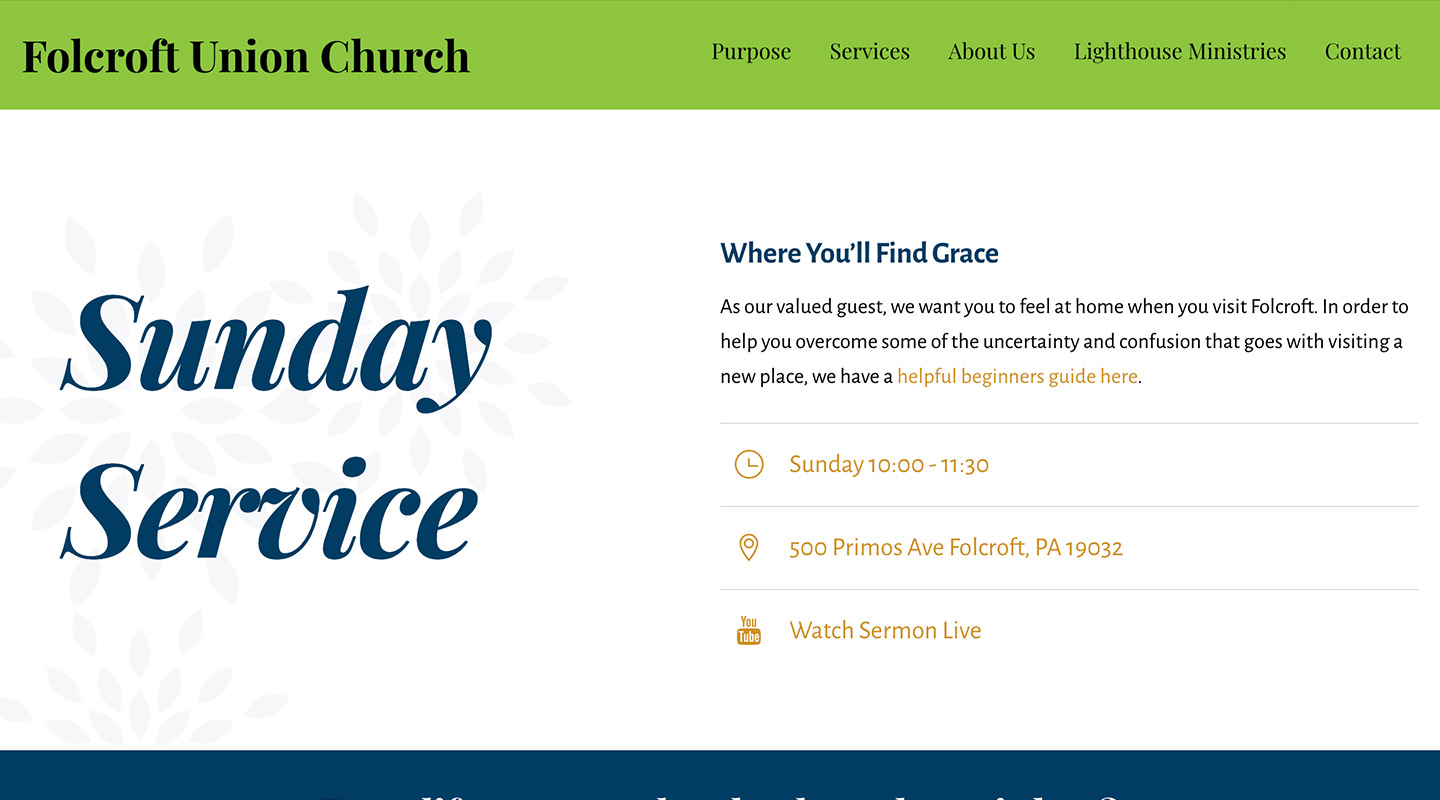 Folcroft Union Church
Purpose Services About Us Lighthouse Ministries Contact
Sunday
Service
Where You’ll Find Grace
As our valued guest, we want you to feel at home when you visit Folcroft. In order to
help you overcome some of the uncertainty and confusion that goes with visiting a
new place, we have a helpful beginners guide here.
Sunday 10:00 - 11:30
500 Primos Ave Folcroft, PA 19032
You
Tube
Watch Sermon Live